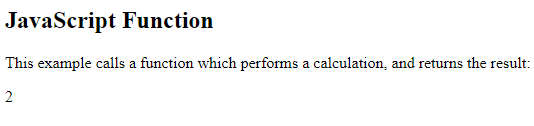 JavaScript Function
This example calls a function which performs a calculation, and returns the result:
2